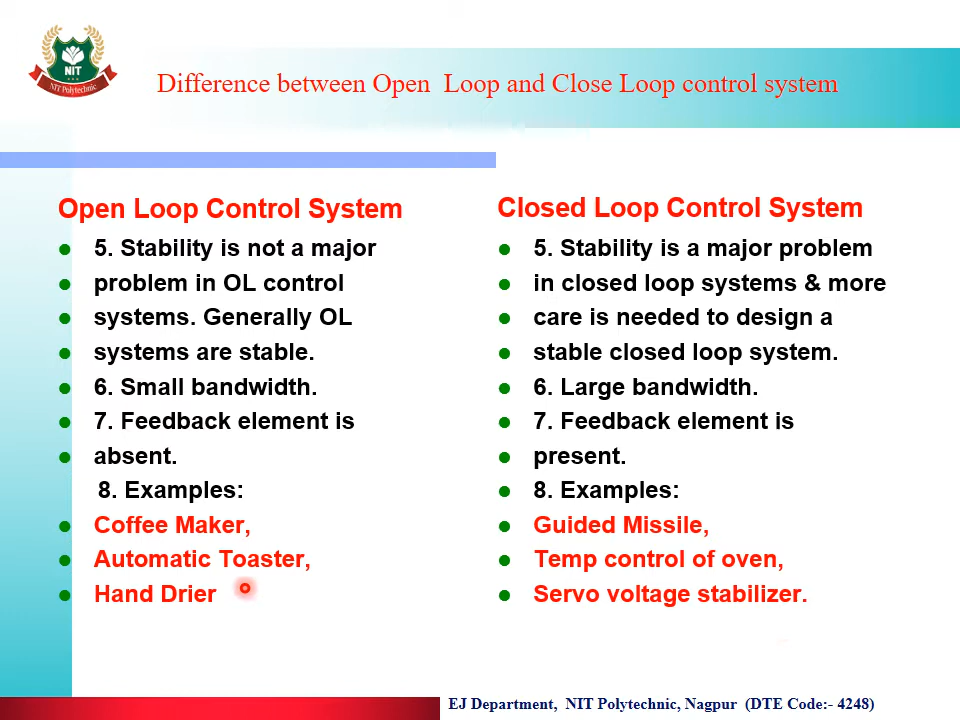 NIT
NIT Polytechnic
Difference between Open Loop and Close Loop control system
Open Loop Control System
5. Stability is not a major
problem in OL control
systems. Generally OL
systems are stable.
6. Small bandwidth.
7. Feedback element is
absent.
8. Examples:
Coffee Maker,
Automatic Toaster,
Hand Drier
Closed Loop Control System
5. Stability is a major problem
in closed loop systems & more
care is needed to design a
stable closed loop system.
6. Large bandwidth.
7. Feedback element is
present.
8. Examples:
Guided Missile,
Temp control of oven,
Servo voltage stabilizer.
EJ Department, NIT Polytechnic, Nagpur (DTE Code:- 4248)